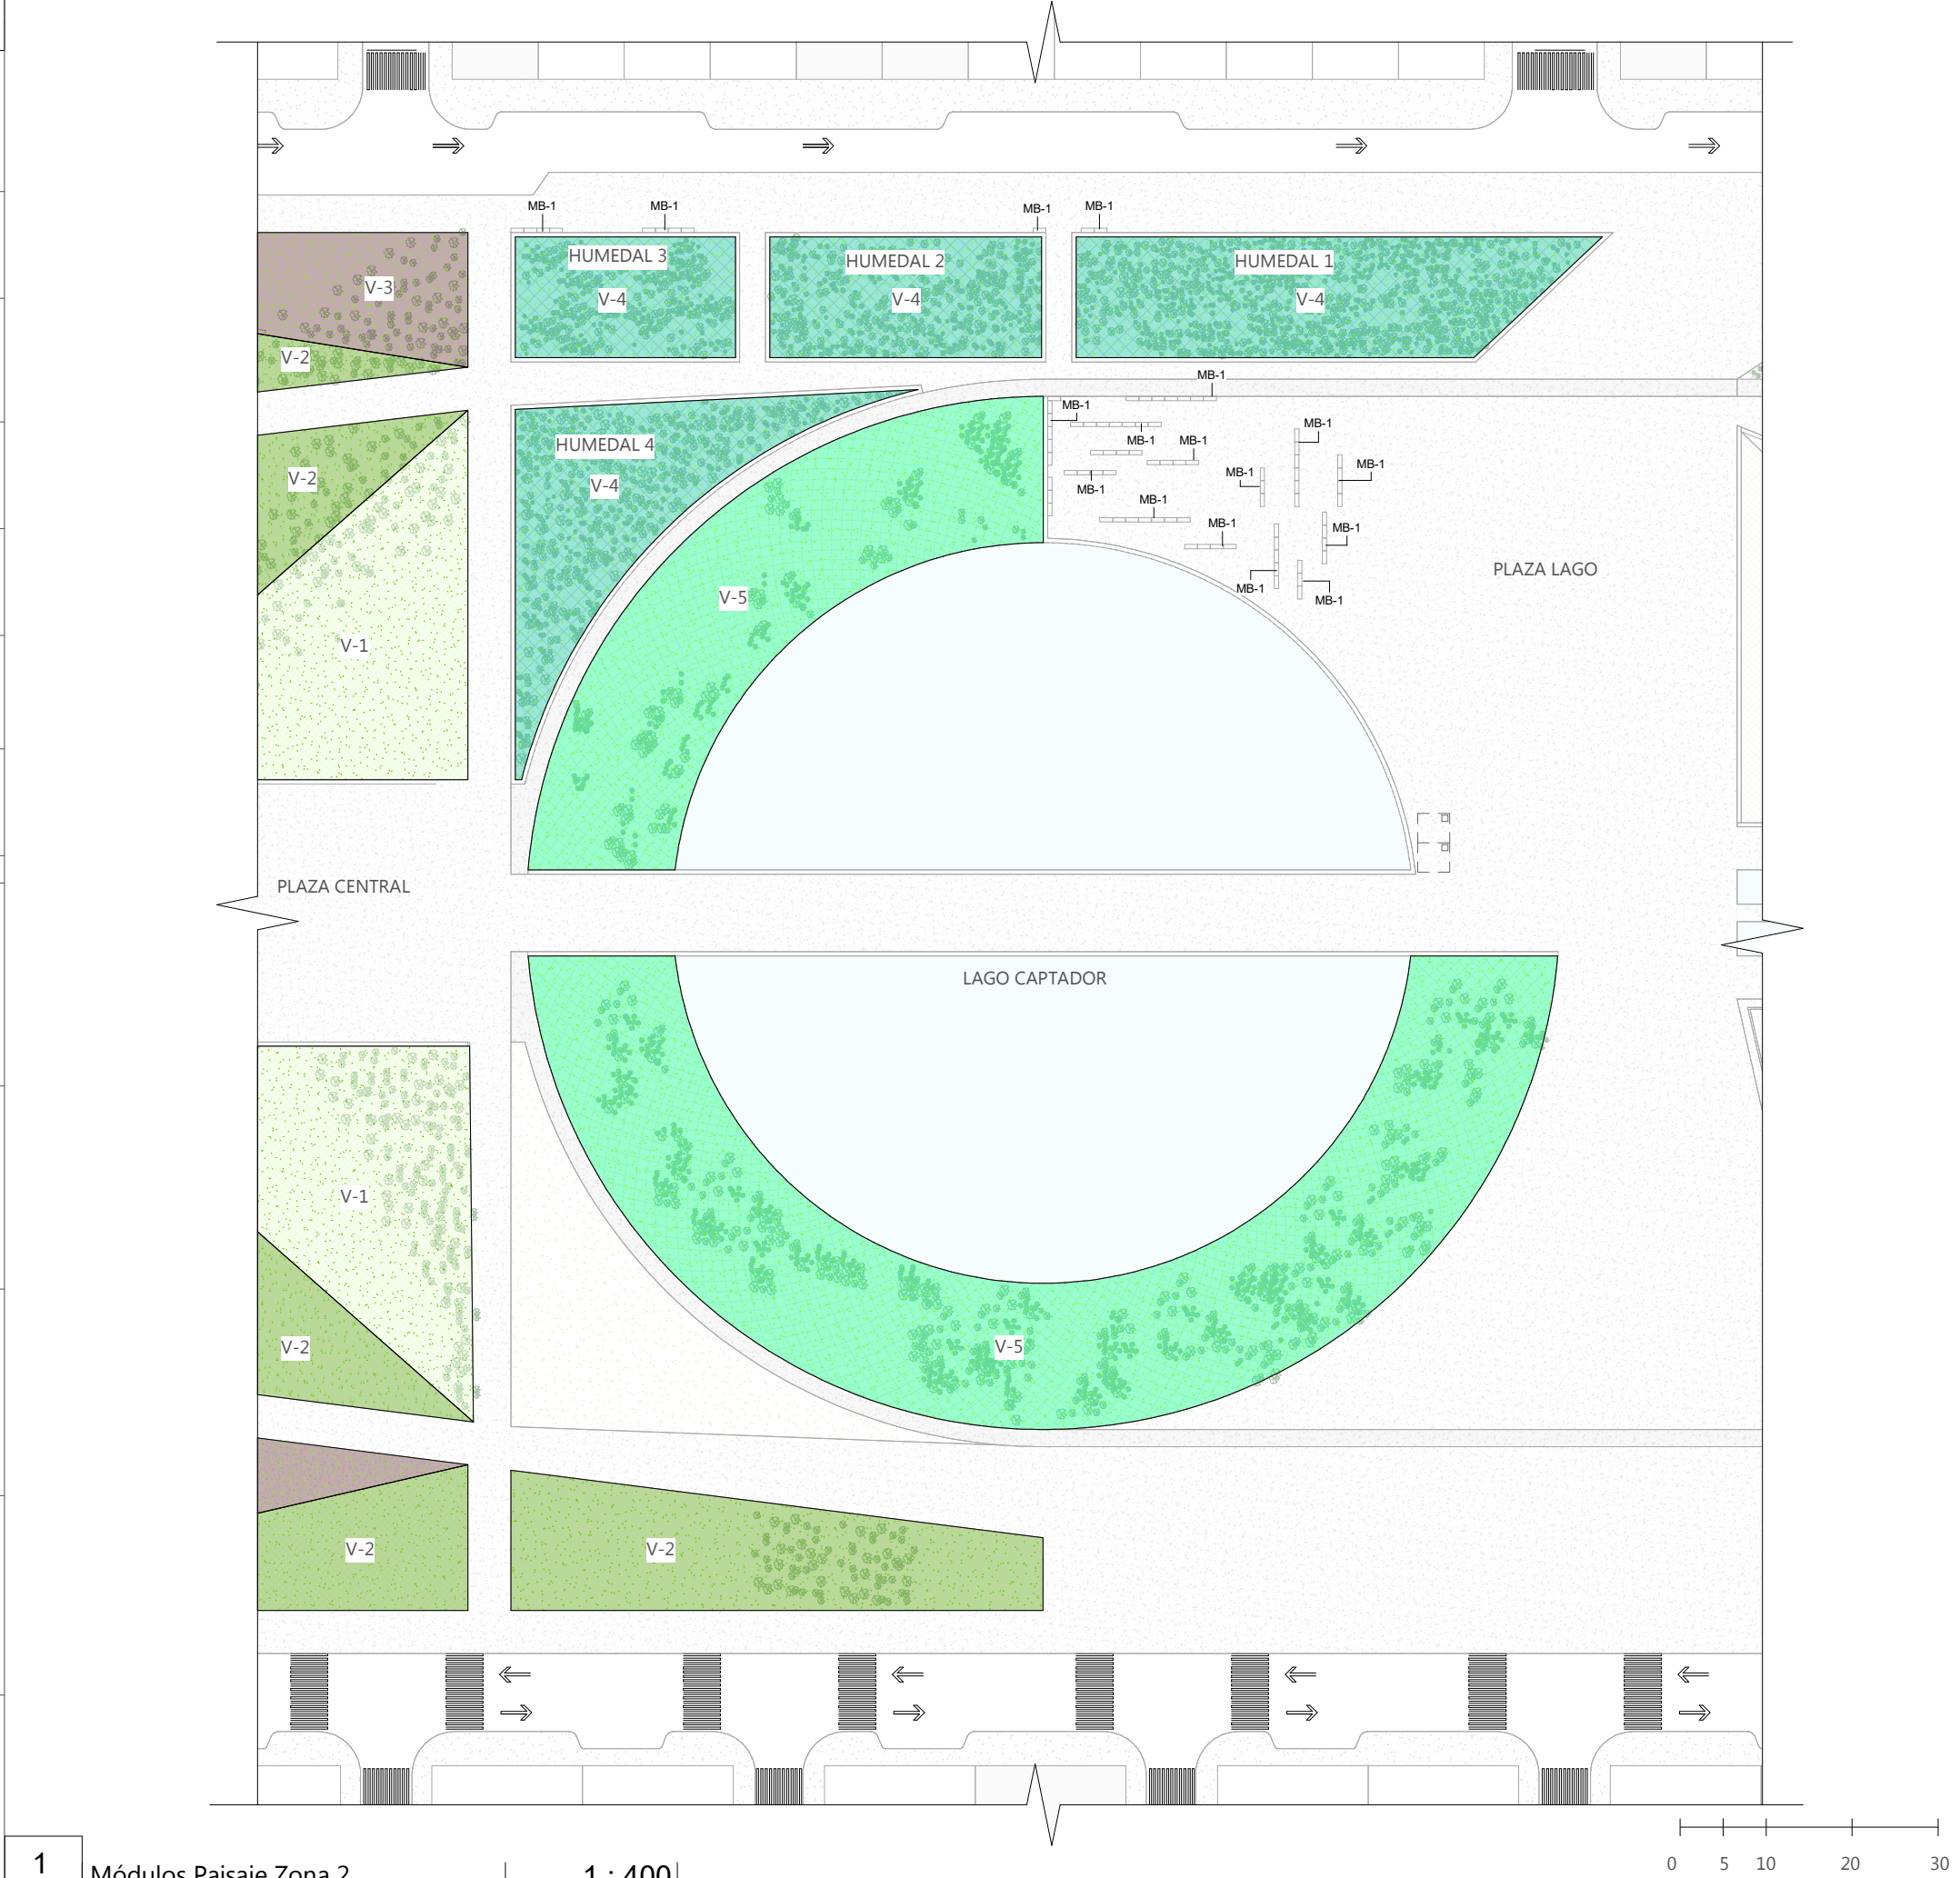 MB-1 MB-1 MB-1 MB-1
HUMEDAL 3 HUMEDAL 2 HUMEDAL 1
V-3 V-4 V-4 V-4
V-2
MB-1
MB-1
MB-1
HUMEDAL 4 MB-1 MB-1
MB-1
V-2 V-4 MB-1 MB-1
MB-1
MB-1 MB-1
PLAZA LAGO
V-5 MB-1 MB-1
V-1
PLAZA CENTRAL
LAGO CAPTADOR
V-1
V-2 V-5
V-2 V-2
0 5 10 20 30
1 Módulos Paisaje Zona 2 1 : 400